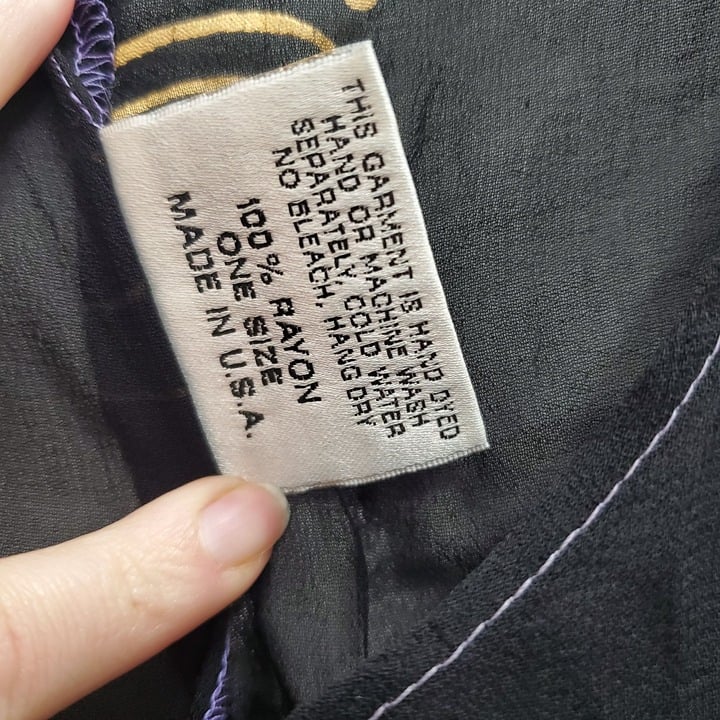 THIS GARMENT IS HAND DYED
HAND OR MACHINE WASH
SEPARATELY, COLD WATER
NO BLEACH, HANG DRY
100% RAYON
ONE SIZE
MADE IN U.S.A.